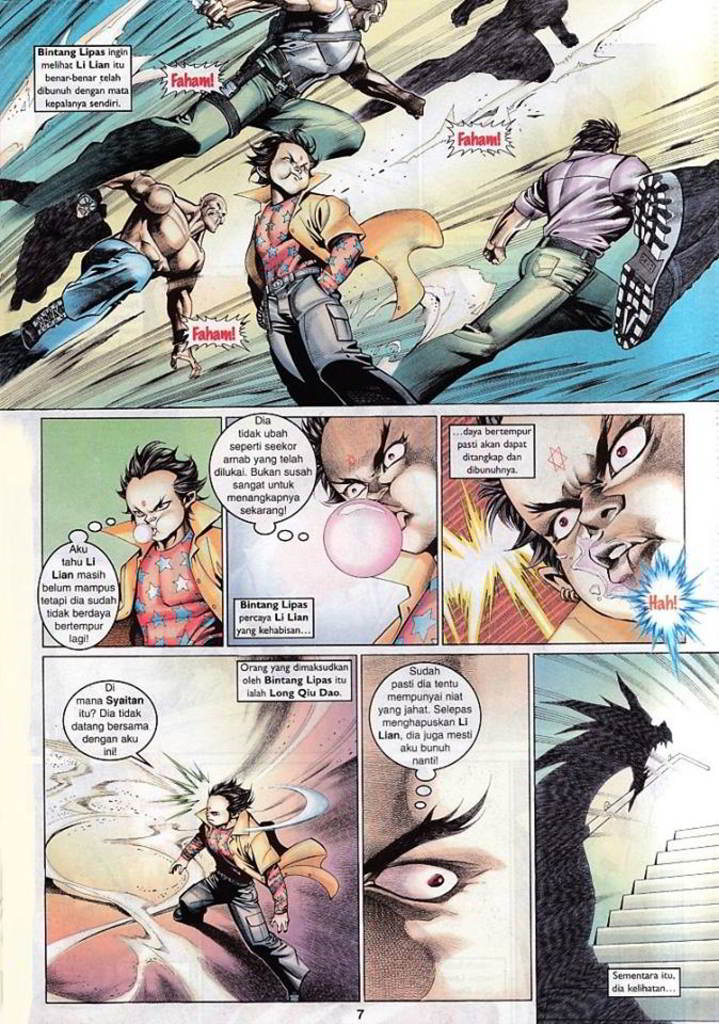 Bintang Lipas ingin
melihat Li Lian itu
benar-benar telah
dibunuh dengan mata
kepalanya sendiri.
Faham!
Faham!
Faham!
Aku
tahu Li
Lian masih
belum mampus
tetapi dia sudah
tidak berdaya
bertempur
lagi!
Dia
tidak ubah
seperti seekor
arnab yang telah
dilukai. Bukan susah
sangat untuk
menangkapnya
sekarang!
Bintang Lipas
percaya Li Lian
yang kehabisan...
...daya bertempur
pasti akan dapat
ditangkap dan
dibunuhnya.
Hah!
Orang yang dimaksudkan
oleh Bintang Lipas itu
ialah Long Qiu Dao.
Di
mana Syaitan
itu? Dia tidak
datang bersama
dengan aku
ini!
Sudah
pasti dia tentu
mempunyai niat
yang jahat. Selepas
menghapuskan Li
Lian, dia juga mesti
aku bunuh
nanti!
Sementara itu,
dia kelihatan...
7